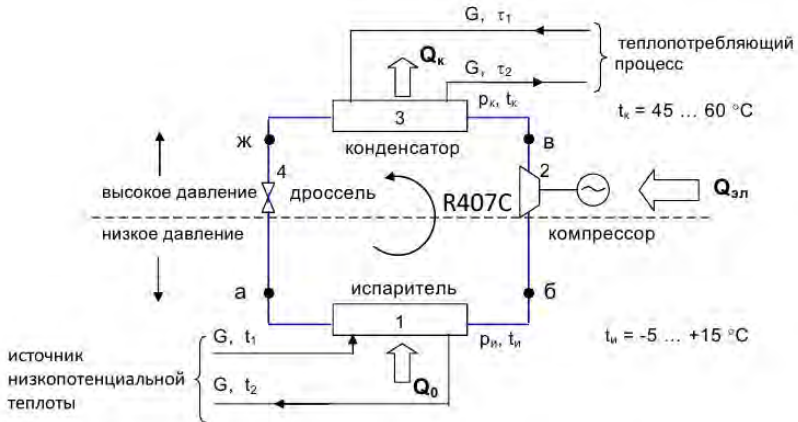 G, τ₁
теплопотребляющий
процесс
Qк
G, τ₂
pк, tк
3
tк = 45 ... 60 °C
ж
конденсатор
в
4
2
высокое давление
дроссель
R407C
Qэл
низкое давление
компрессор
а
испаритель
б
1
G, t₁
pи, tи
tи = -5 ... +15 °C
источник
низкопотенциальной
теплоты
G, t₂
Q₀